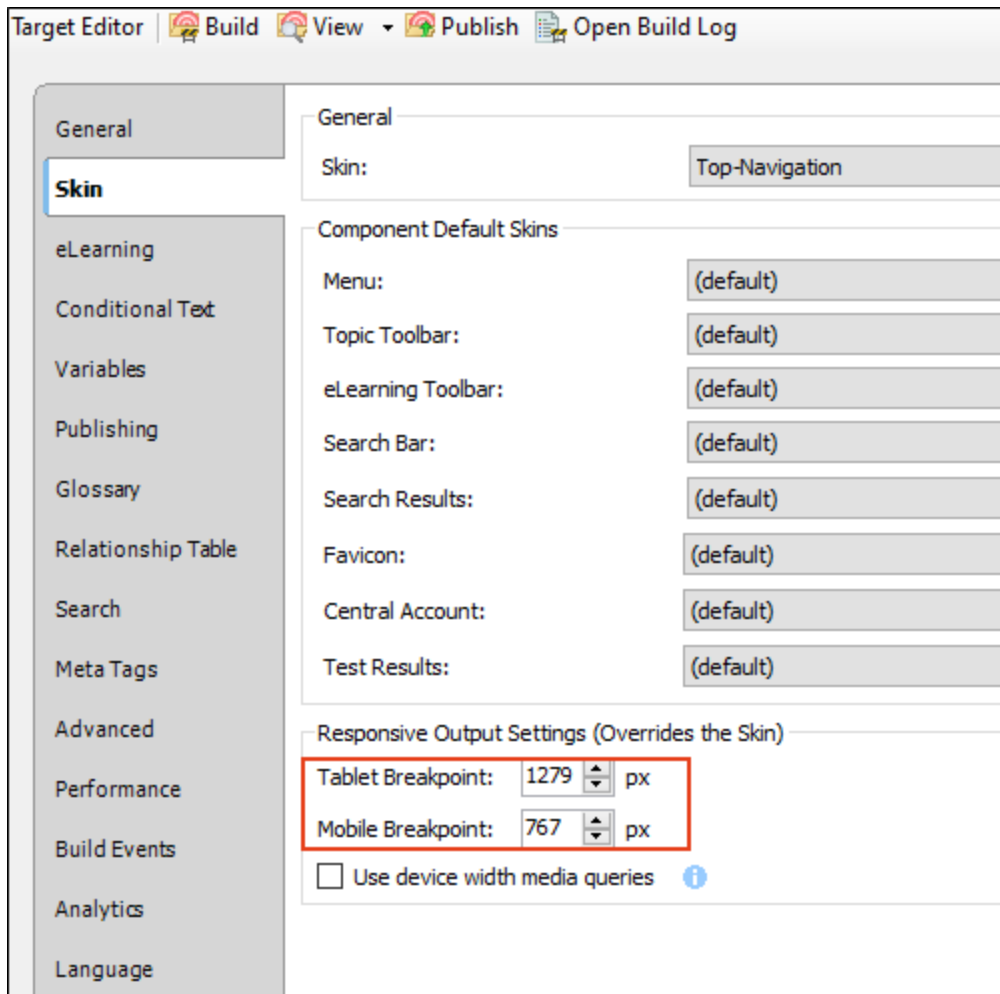 Target Editor Build View Publish Open Build Log
General
Skin
eLearning
Conditional Text
Variables
Publishing
Glossary
Relationship Table
Search
Meta Tags
Advanced
Performance
Build Events
Analytics
Language
General
Skin: Top-Navigation
Component Default Skins
Menu: (default)
Topic Toolbar: (default)
eLearning Toolbar: (default)
Search Bar: (default)
Search Results: (default)
Favicon: (default)
Central Account: (default)
Test Results: (default)
Responsive Output Settings (Overrides the Skin)
Tablet Breakpoint: 1279 px
Mobile Breakpoint: 767 px
Use device width media queries